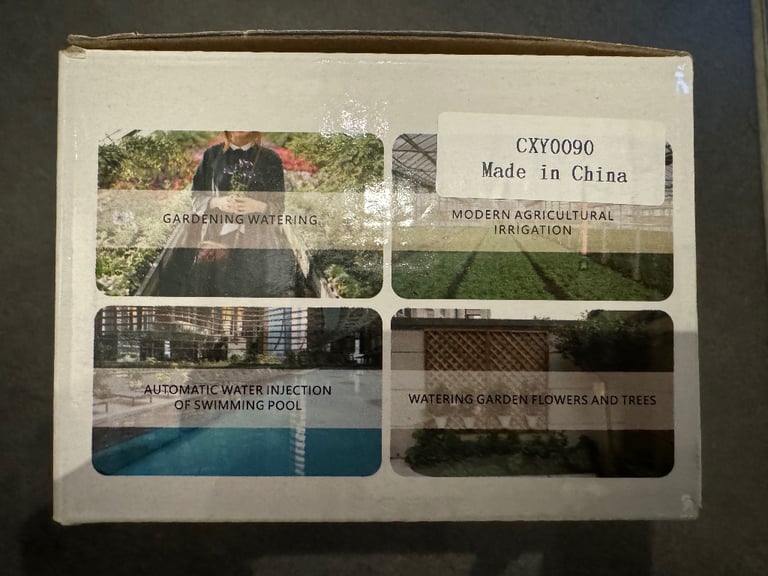 CXY0090
Made in China
GARDENING WATERING
MODERN AGRICULTURAL
IRRIGATION
AUTOMATIC WATER INJECTION
OF SWIMMING POOL
WATERING GARDEN FLOWERS AND TREES